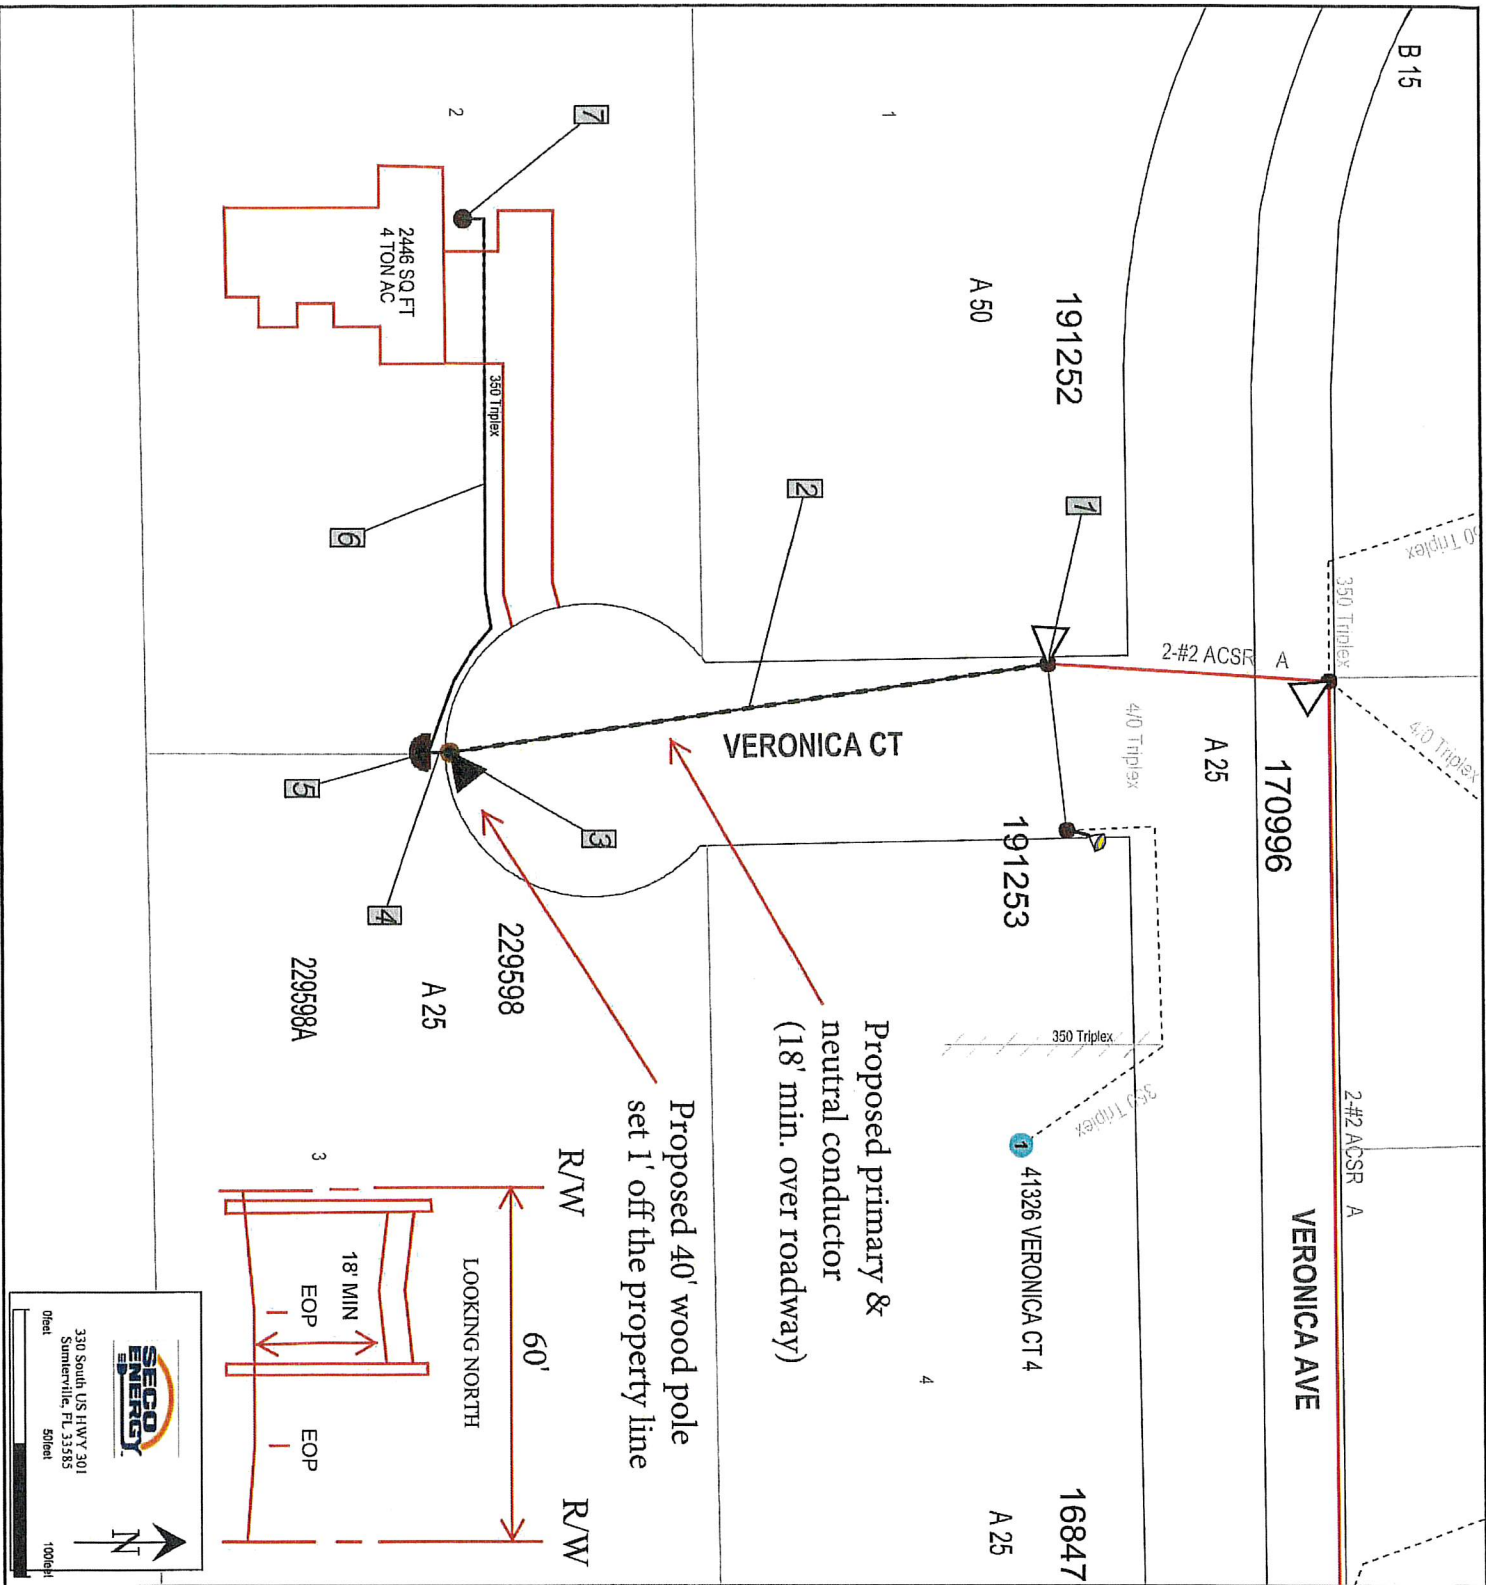 B 15
1
2
7
2446 SQ FT
4 TON AC
350 Triplex
6
A 50
191252
2
7
2-#2 ACSR A
350 Triplex
4/0 Triplex
4/0 Triplex
VERONICA CT
A 25
170996
191253
5
3
4
229598
A 25
229598A
350 Triplex
350 Triplex
1
41326 VERONICA CT 4
2-#2 ACSR A
VERONICA AVE
Proposed primary &
neutral conductor
(18' min. over roadway)
Proposed 40' wood pole
set 1' off the property line
3
4
16847
A 25
R/W
R/W
60'
LOOKING NORTH
18' MIN
EOP
EOP
SECO
ENERGY
330 South US HWY 301
Sumterville, FL 33585
N
0feet
50feet
100feet